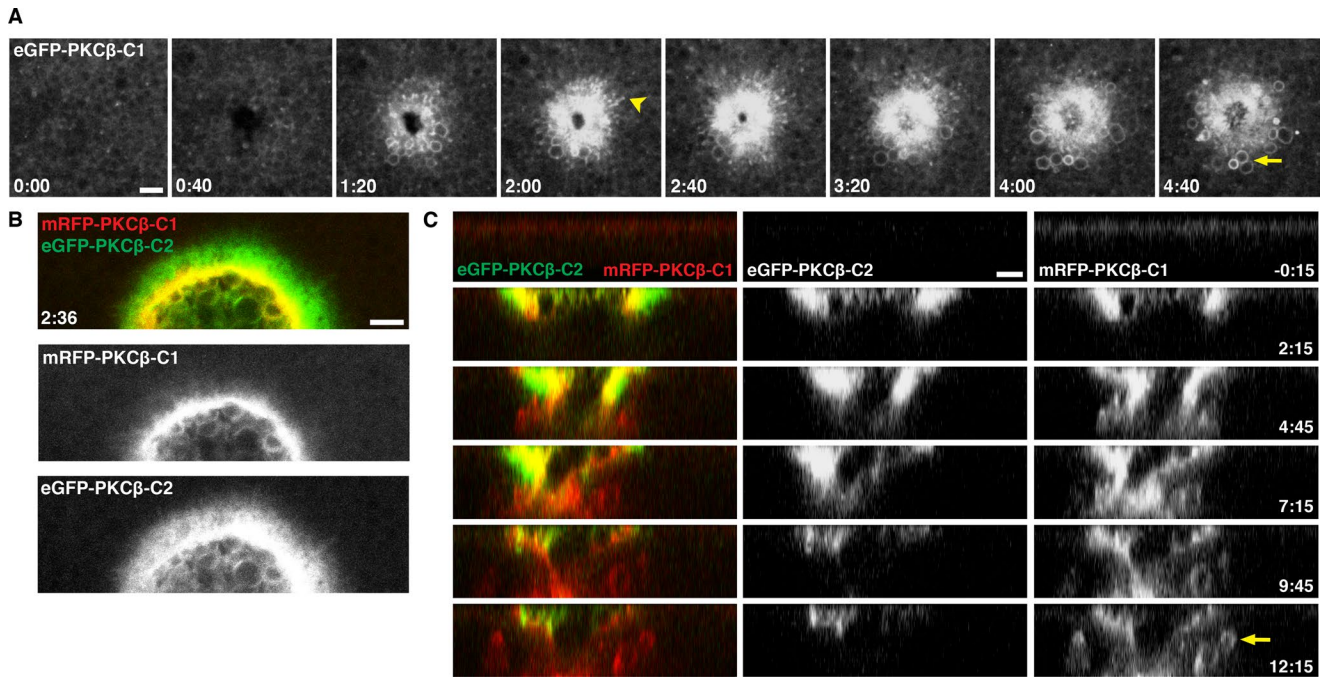 A
eGFP-PKCβ-C1
0:00
0:40
1:20
2:00
2:40
3:20
4:00
4:40
B
mRFP-PKCβ-C1
eGFP-PKCβ-C2
2:36
mRFP-PKCβ-C1
eGFP-PKCβ-C2
C
eGFP-PKCβ-C2 mRFP-PKCβ-C1
eGFP-PKCβ-C2
mRFP-PKCβ-C1
-0:15
2:15
4:45
7:15
9:45
12:15